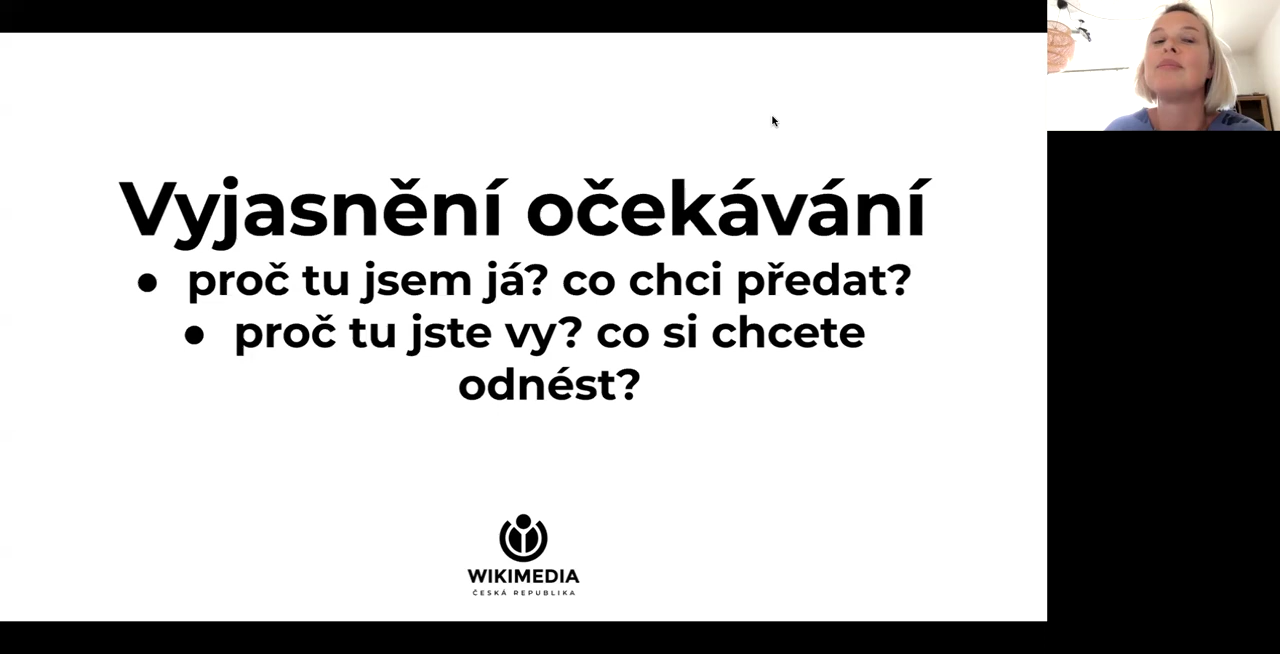 Vyjasnění očekávání
● proč tu jsem já? co chci předat?
● proč tu jste vy? co si chcete
odnést?
WIKIMEDIA
ČESKÁ REPUBLIKA